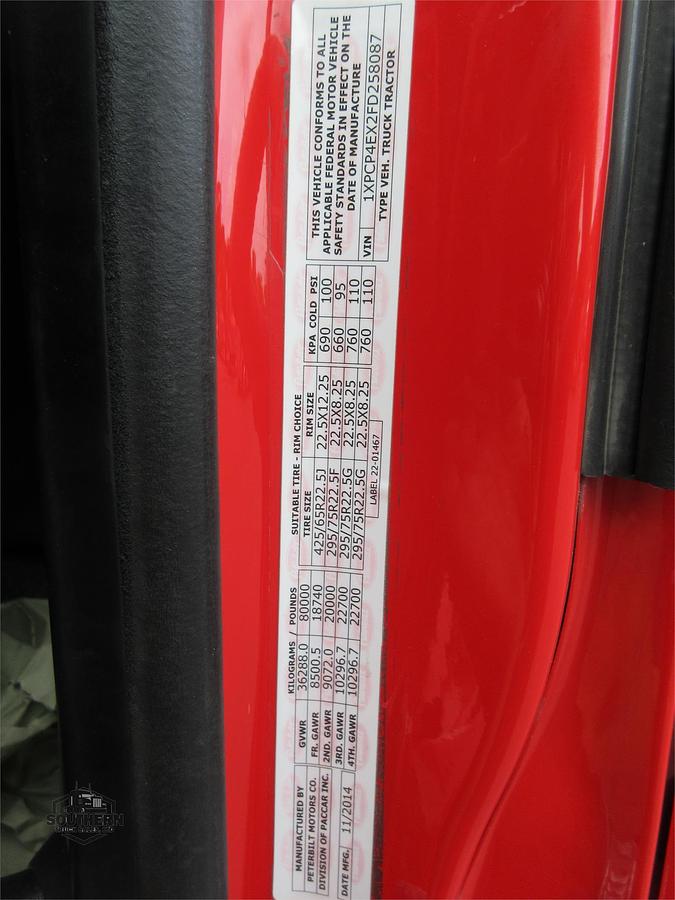 MANUFACTURED BY
PETERBILT MOTORS CO.
DIVISION OF PACCAR INC.
DATE MFG. 11/2014
KILOGRAMS / POUNDS
GVWR 36288.0 80000
FR. GAWR 8500.5 18740
2ND. GAWR 9072.0 20000
3RD. GAWR 10296.7 22700
4TH. GAWR 10296.7 22700
SUITABLE TIRE - RIM CHOICE
TIRE SIZE RIM SIZE KPA COLD PSI
425/65R22.5J 22.5X12.25 690 100
295/75R22.5F 22.5X8.25 660 95
295/75R22.5G 22.5X8.25 760 110
295/75R22.5G 22.5X8.25 760 110
LABEL 22-01467
THIS VEHICLE CONFORMS TO ALL
APPLICABLE FEDERAL MOTOR VEHICLE
SAFETY STANDARDS IN EFFECT ON THE
DATE OF MANUFACTURE
VIN 1XPCP4EX2FD258087
TYPE VEH. TRUCK TRACTOR
SOUTHERN
TRUCK SALES, INC